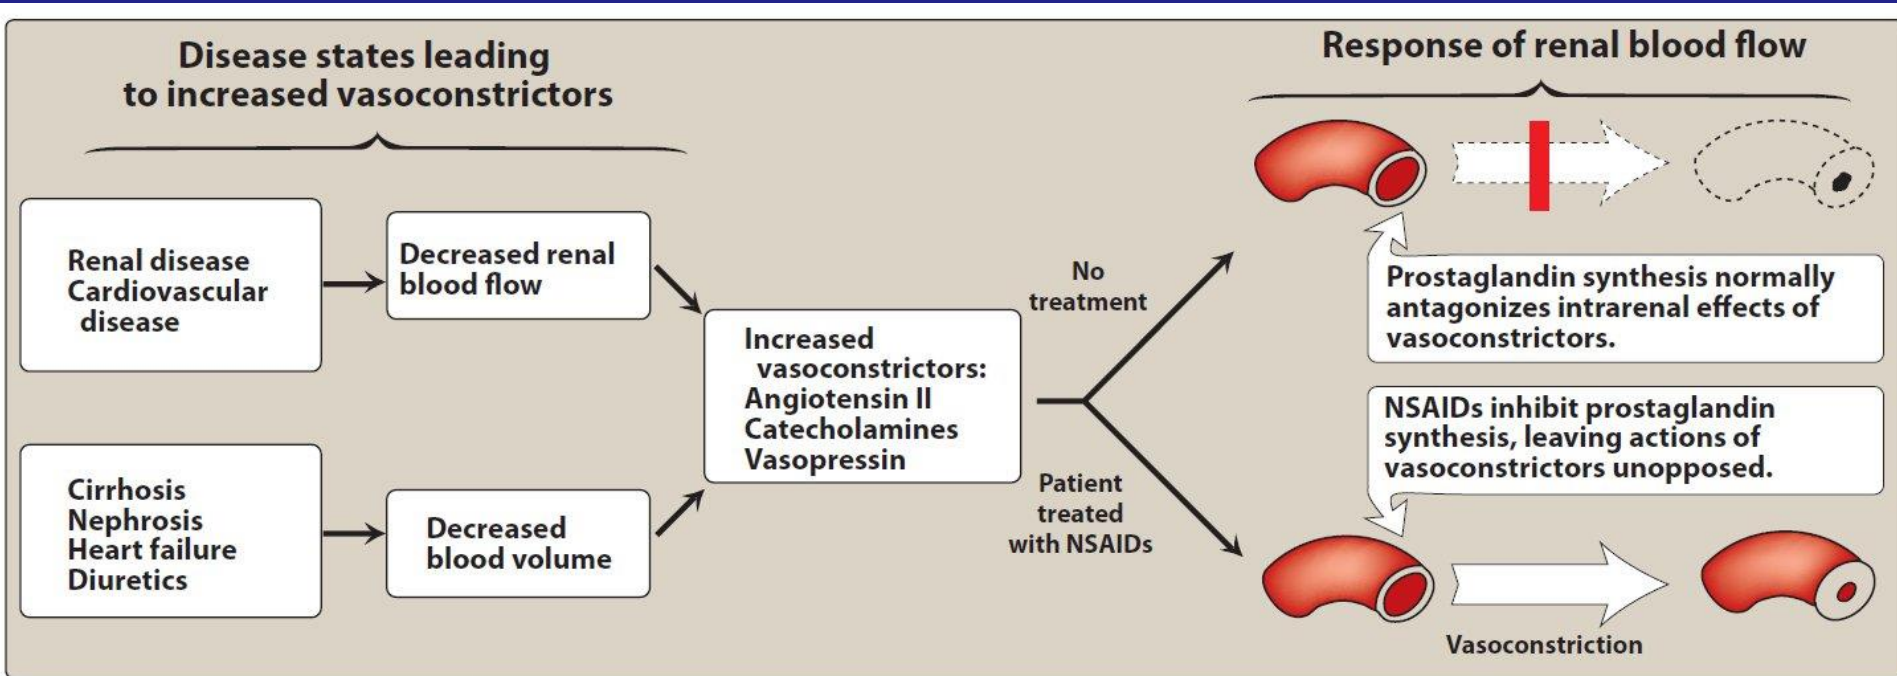 Disease states leading
to increased vasoconstrictors
Response of renal blood flow
Renal disease
Cardiovascular
disease
Decreased renal
blood flow
Cirrhosis
Nephrosis
Heart failure
Diuretics
Decreased
blood volume
Increased
vasoconstrictors:
Angiotensin II
Catecholamines
Vasopressin
No
treatment
Patient
treated
with NSAIDs
Prostaglandin synthesis normally
antagonizes intrarenal effects of
vasoconstrictors.
NSAIDs inhibit prostaglandin
synthesis, leaving actions of
vasoconstrictors unopposed.
Vasoconstriction